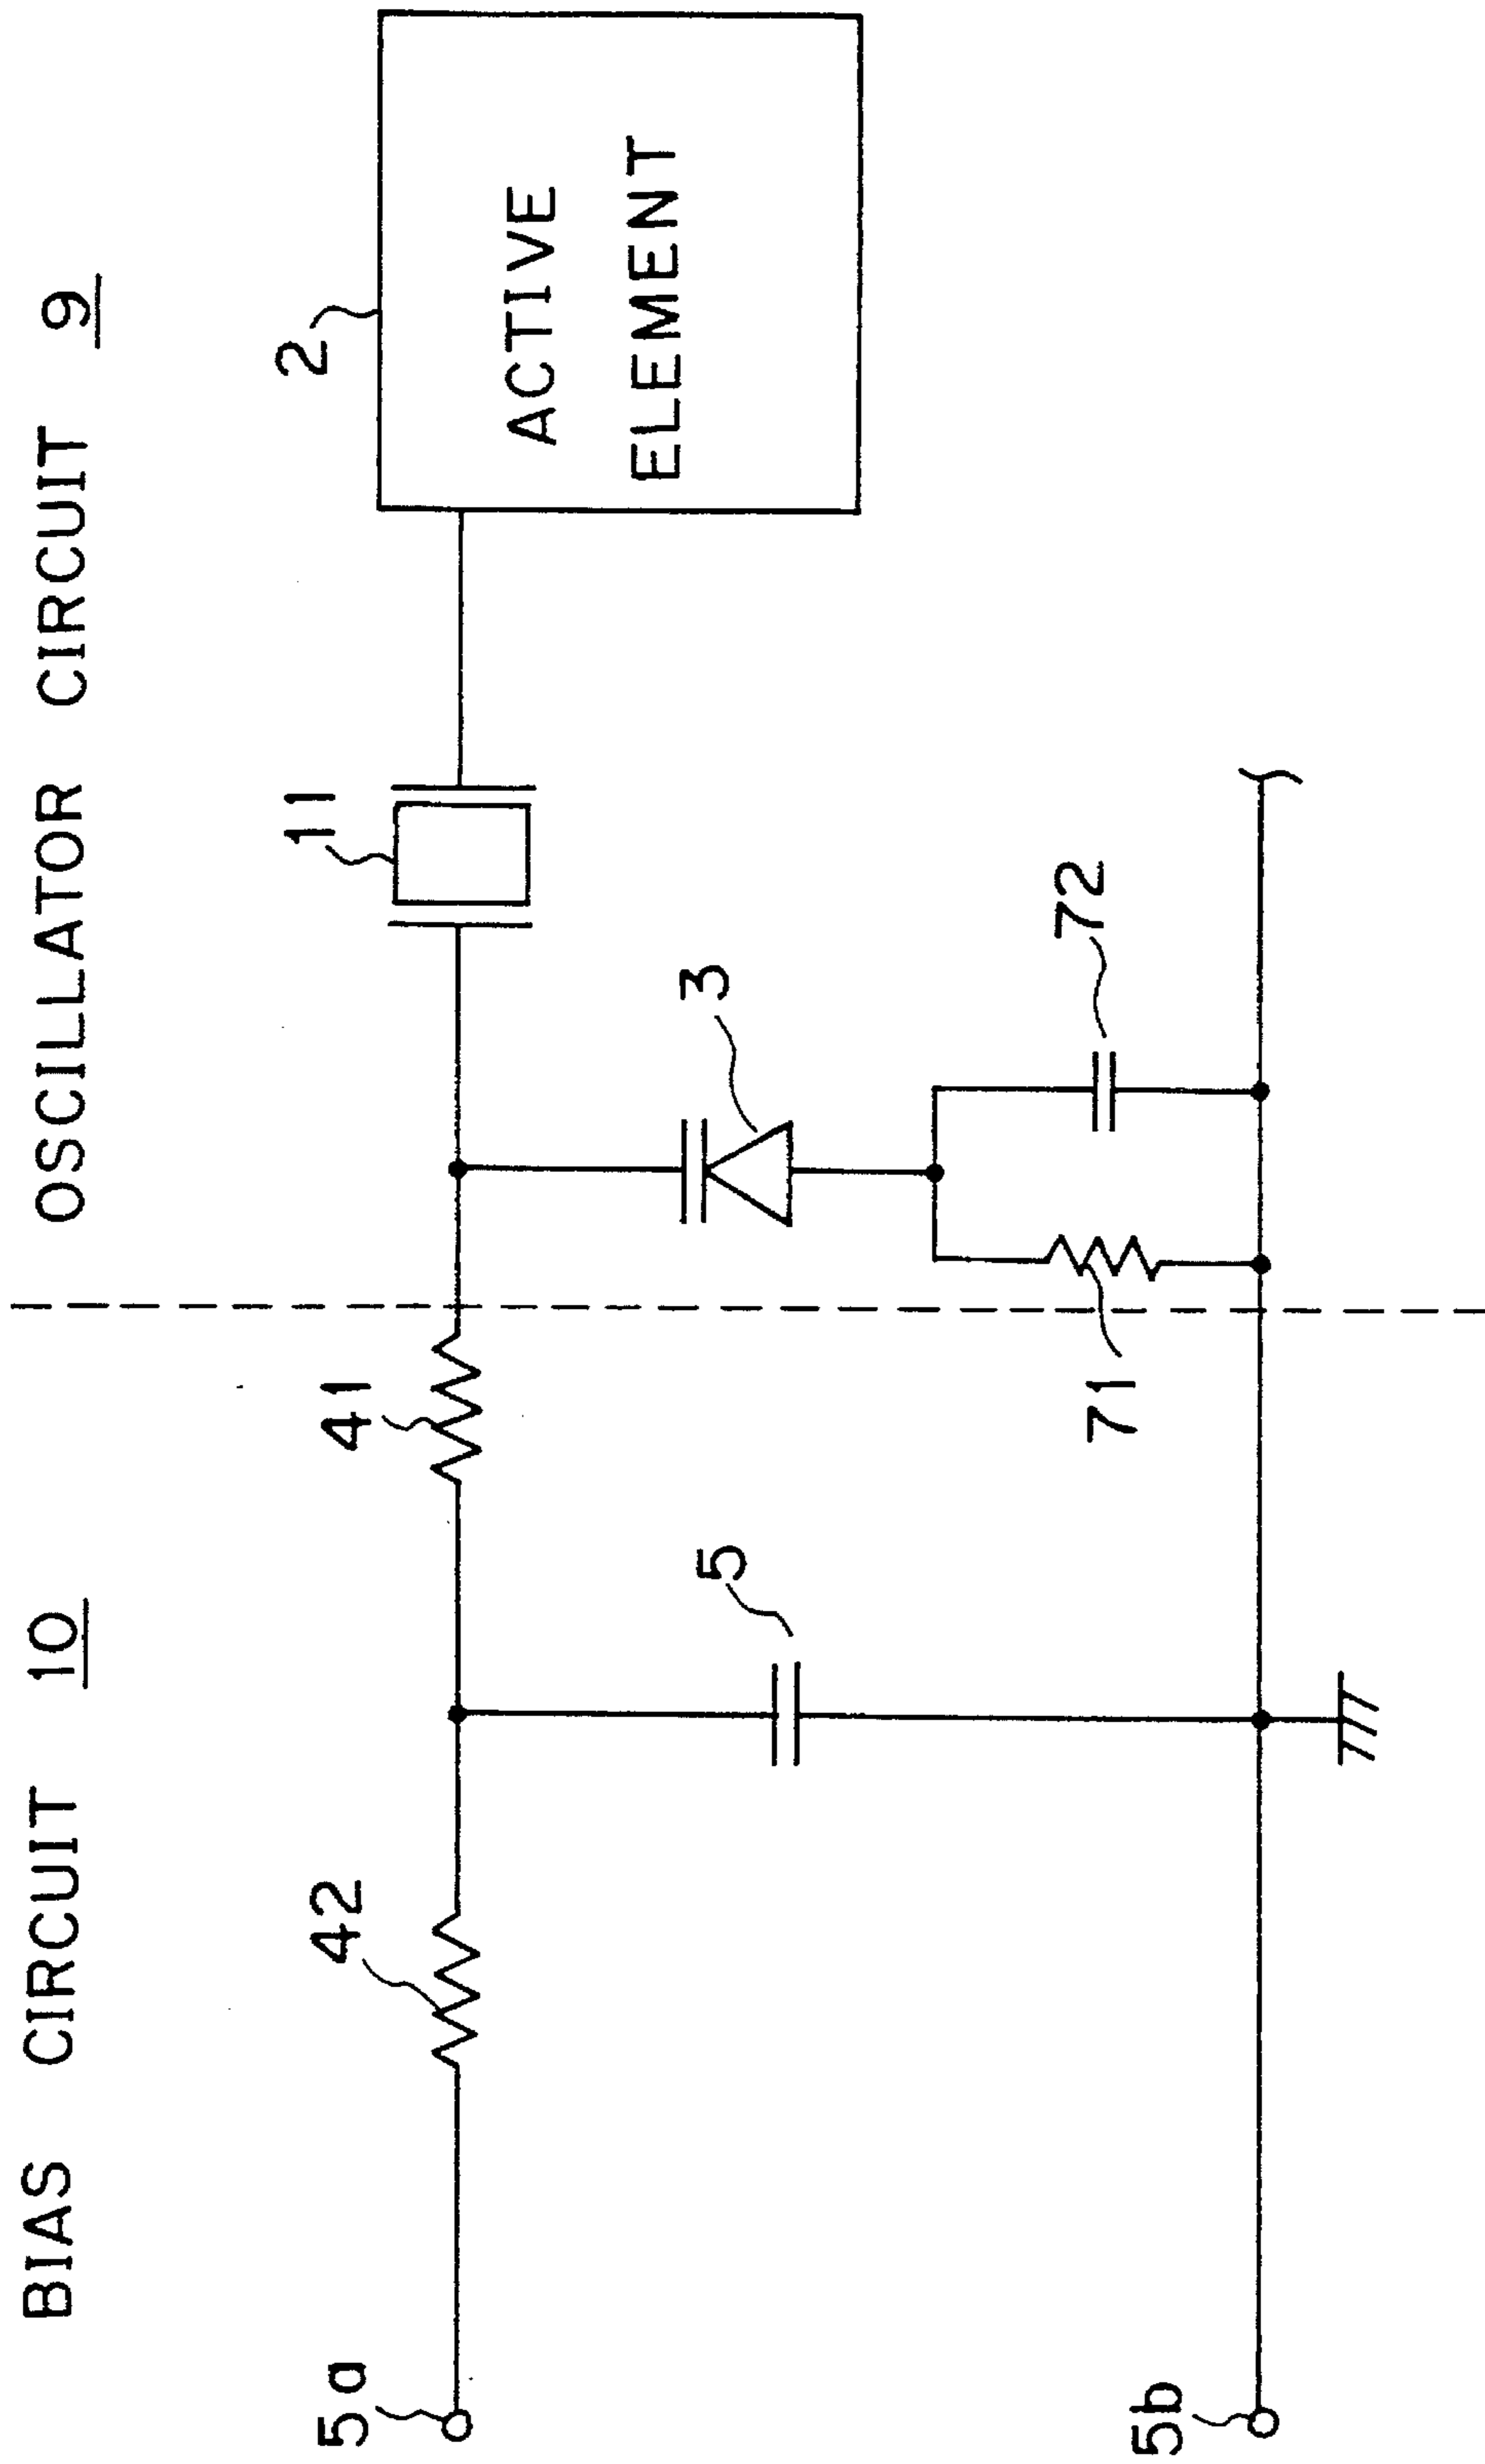 BIAS CIRCUIT 10
OSCILLATOR CIRCUIT 9
5a
42
41
11
2
ACTIVE
ELEMENT
5
3
72
71
5b